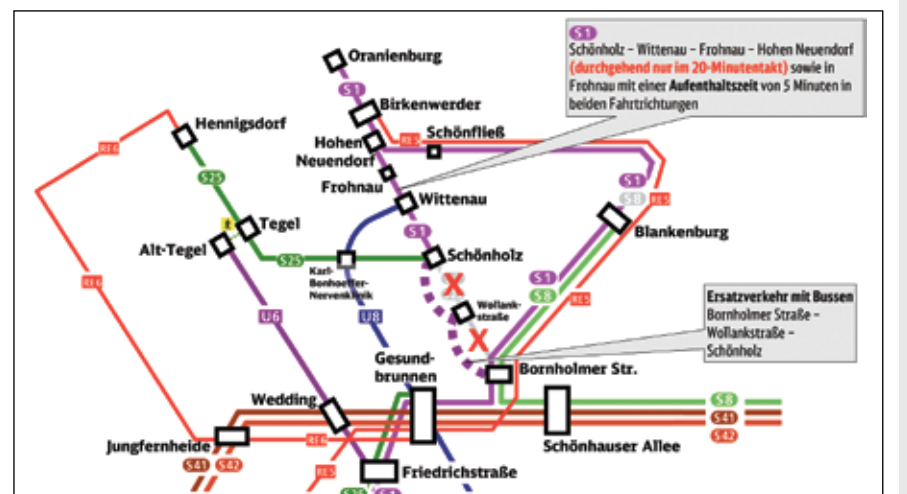 S1
Schönholz – Wittenau – Frohnau – Hohen Neuendorf
(durchgehend nur im 20-Minutentakt) sowie in
Frohnau mit einer Aufenthaltszeit von 5 Minuten in
beiden Fahrtrichtungen
Oranienburg
S1
Birkenwerder
Hennigsdorf
Hohen
Neuendorf
RE5
Schönfließ
RE6
S25
Frohnau
S1
Wittenau
S8
RE5
Tegel
S1
Blankenburg
Alt-Tegel
S25
Schönholz
Karl-
Bonhoeffer-
Nervenklinik
X
S1
RE6
S8
RE5
Ersatzverkehr mit Bussen
Bornholmer Straße –
Wollankstraße –
Schönholz
Wollank-
straße
U6
U8
X
Gesund-
brunnen
Bornholmer Str.
Wedding
S8
S41
S42
Jungfernheide
RE6
Schönhauser Allee
S41
S42
RE5
Friedrichstraße